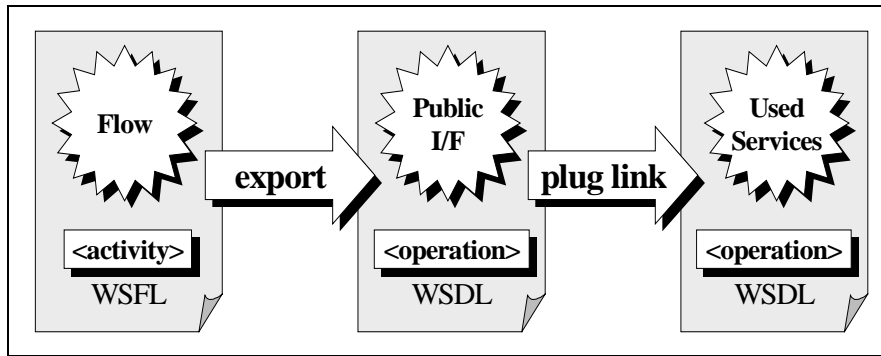 Flow
<activity>
WSFL
export
Public
I/F
<operation>
WSDL
plug link
Used
Services
<operation>
WSDL